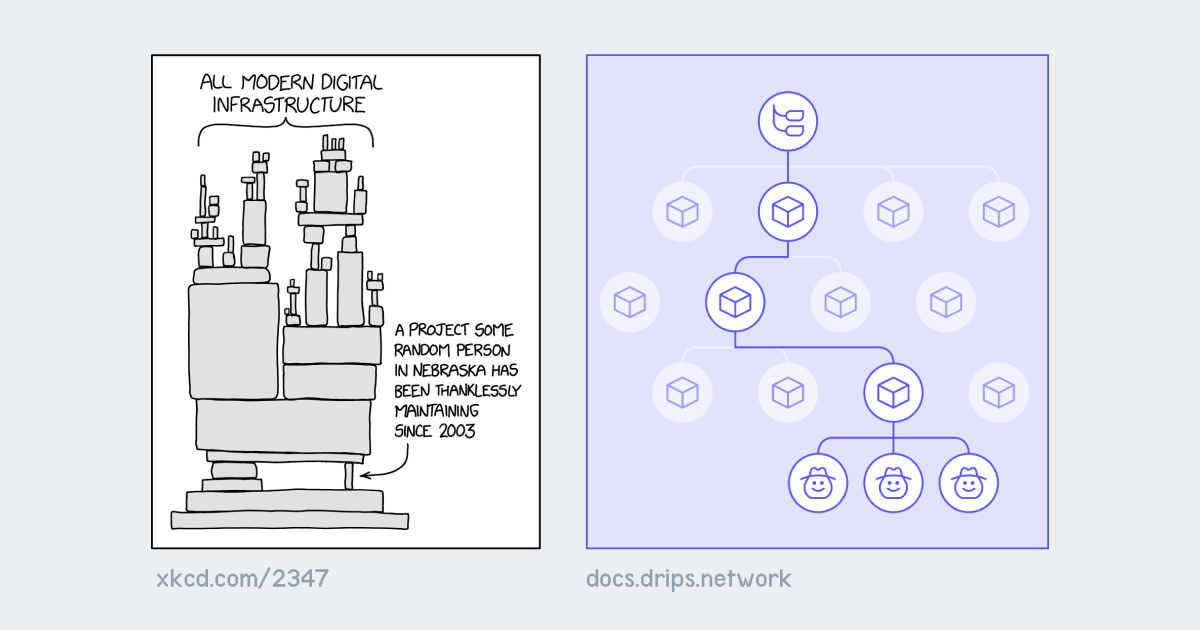 ALL MODERN DIGITAL
INFRASTRUCTURE
A PROJECT SOME
RANDOM PERSON
IN NEBRASKA HAS
BEEN THANKLESSLY
MAINTAINING
SINCE 2003
xkcd.com/2347
docs.drips.network